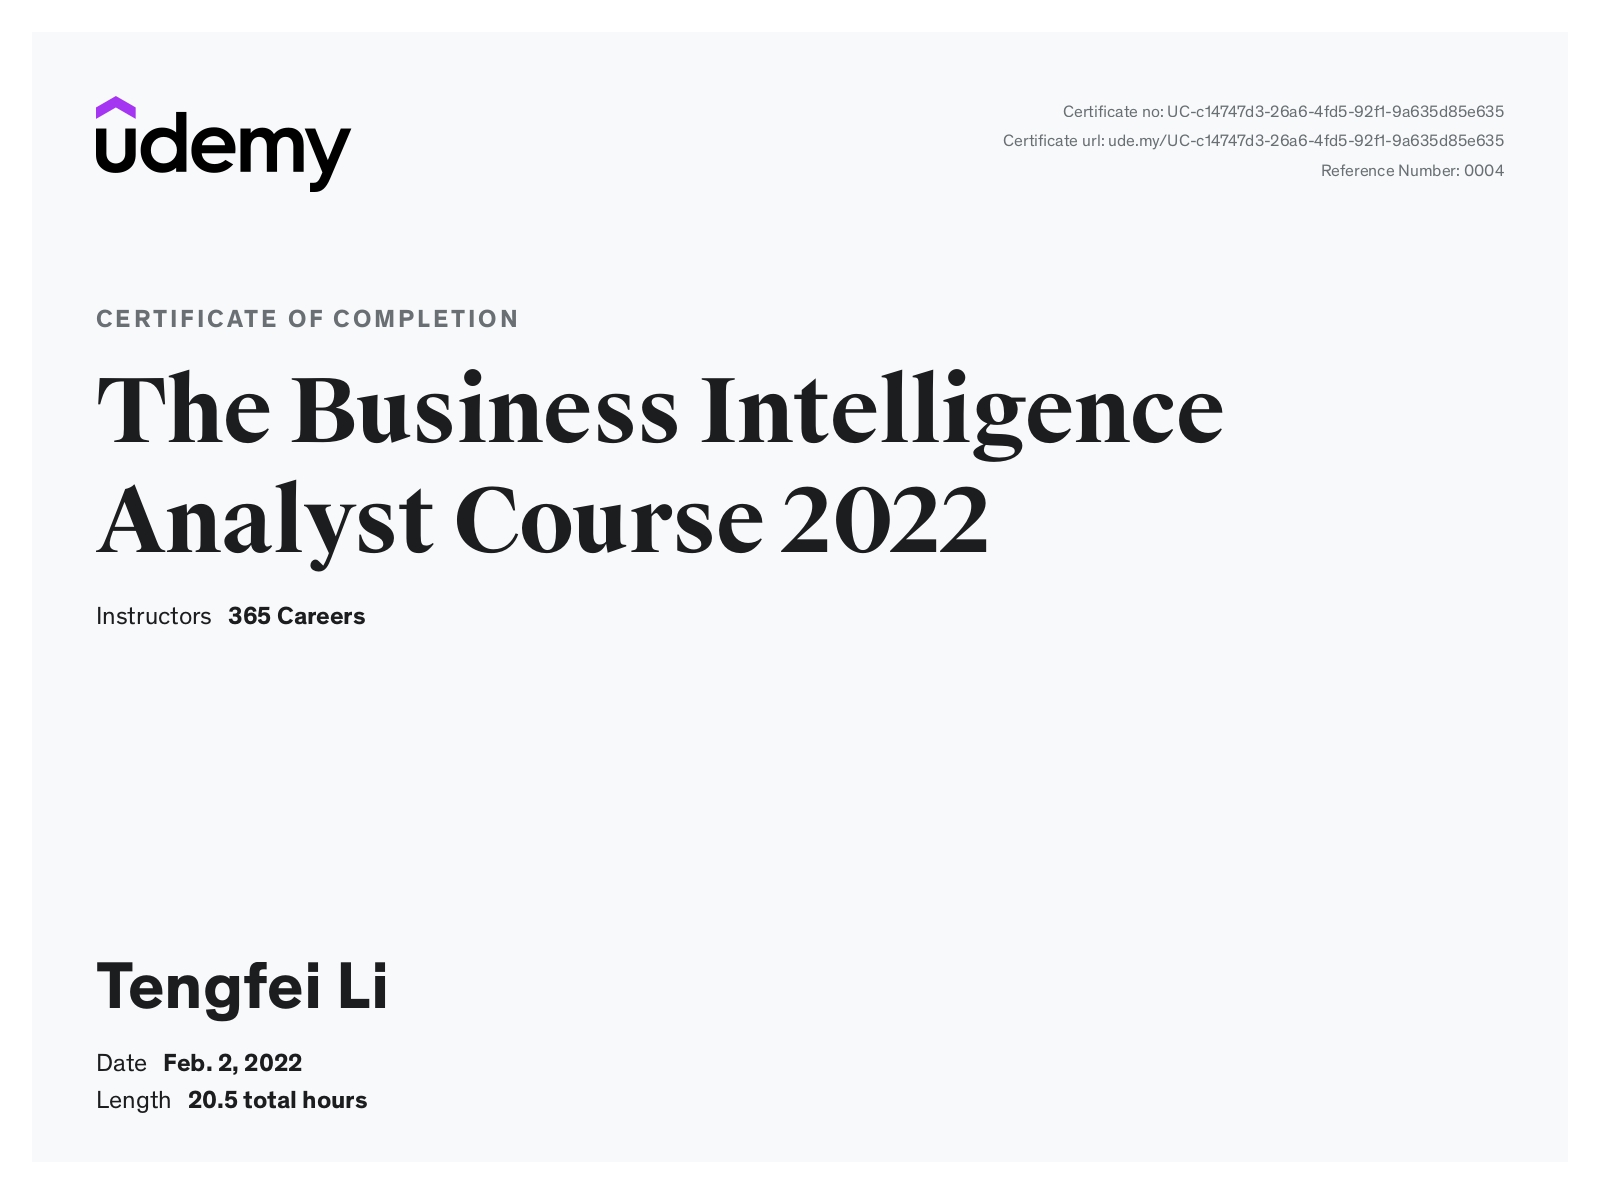 udemy
Certificate no: UC-c14747d3-26a6-4fd5-92f1-9a635d85e635
Certificate url: ude.my/UC-c14747d3-26a6-4fd5-92f1-9a635d85e635
Reference Number: 0004
CERTIFICATE OF COMPLETION
The Business Intelligence
Analyst Course 2022
Instructors 365 Careers
Tengfei Li
Date Feb. 2, 2022
Length 20.5 total hours